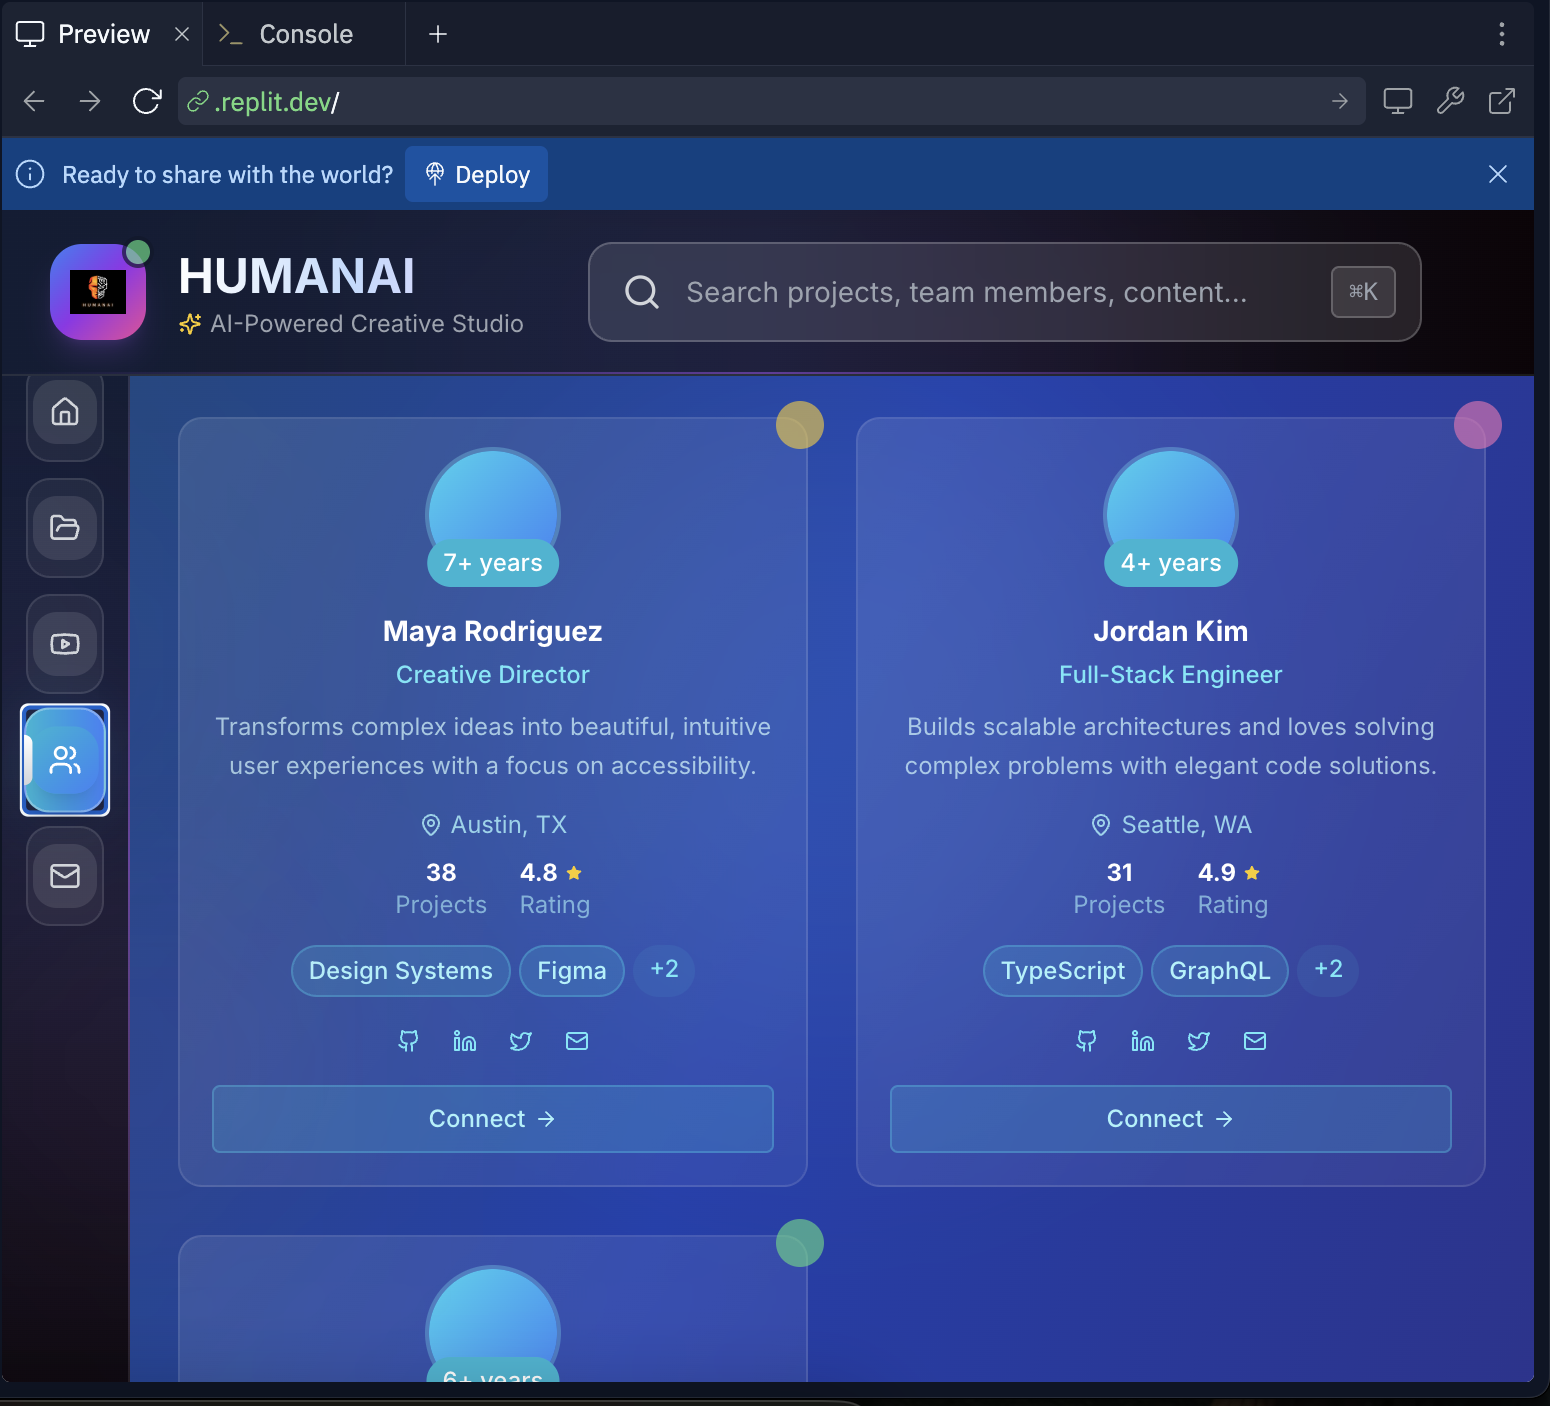 Preview
Console
.replit.dev/
Ready to share with the world?
Deploy
HUMANAI
HUMANAI
AI-Powered Creative Studio
Search projects, team members, content...
⌘K
7+ years
Maya Rodriguez
Creative Director
Transforms complex ideas into beautiful, intuitive
user experiences with a focus on accessibility.
Austin, TX
38
4.8
Projects
Rating
Design Systems
Figma
+2
Connect →
4+ years
Jordan Kim
Full-Stack Engineer
Builds scalable architectures and loves solving
complex problems with elegant code solutions.
Seattle, WA
31
4.9
Projects
Rating
TypeScript
GraphQL
+2
Connect →
6+ years